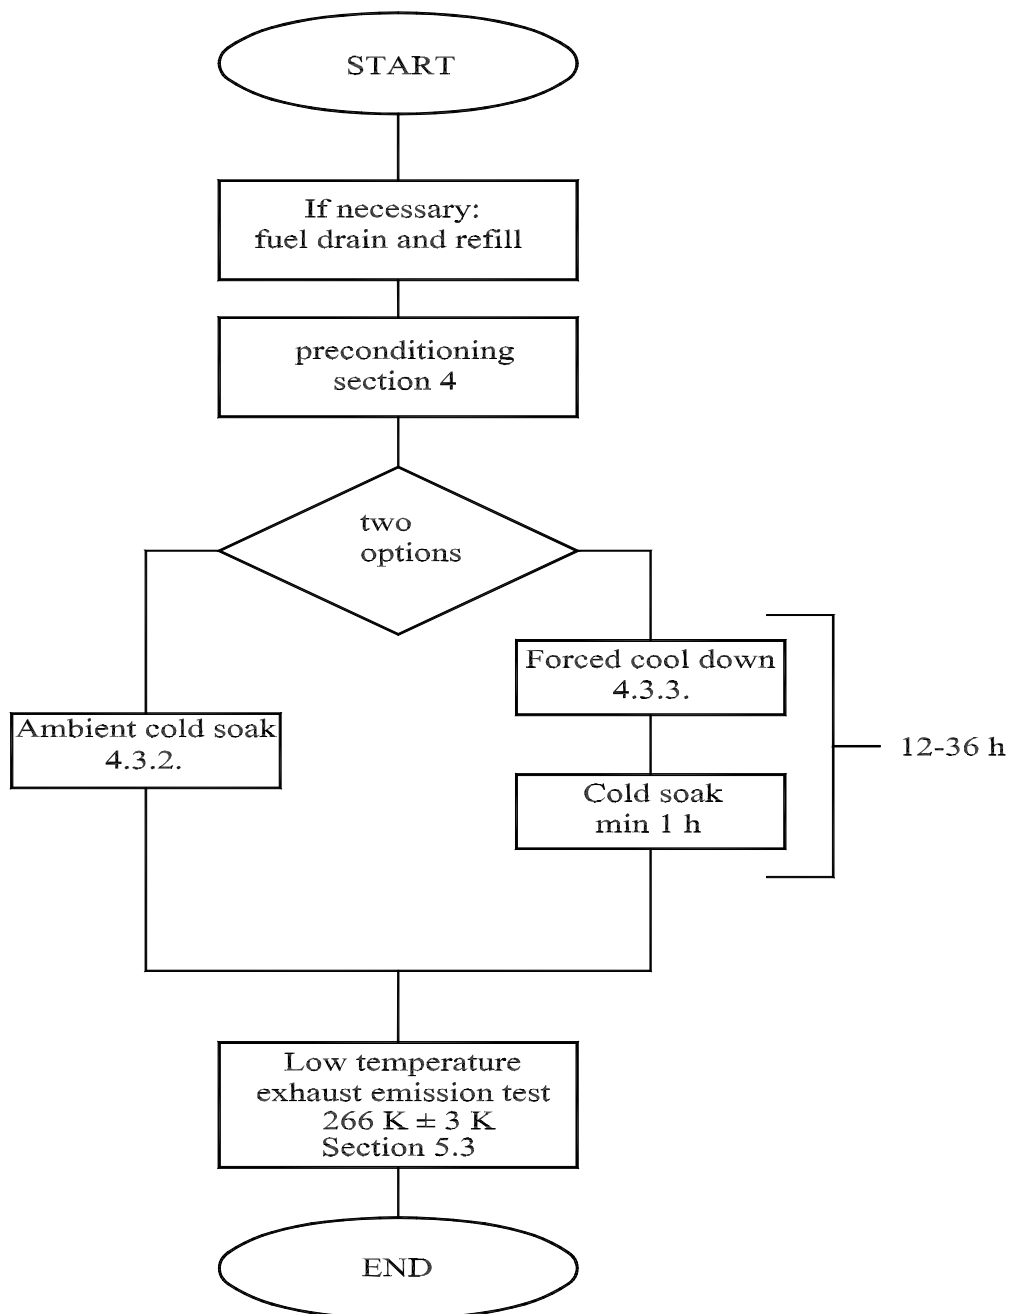 START
If necessary:
fuel drain and refill
preconditioning
section 4
two
options
Forced cool down
4.3.3.
Ambient cold soak
4.3.2.
12-36 h
Cold soak
min 1 h
Low temperature
exhaust emission test
266 K ± 3 K
Section 5.3
END